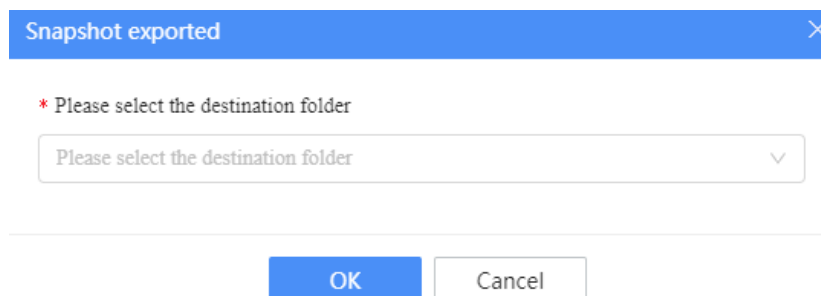 Snapshot exported
* Please select the destination folder
Please select the destination folder
OK
Cancel